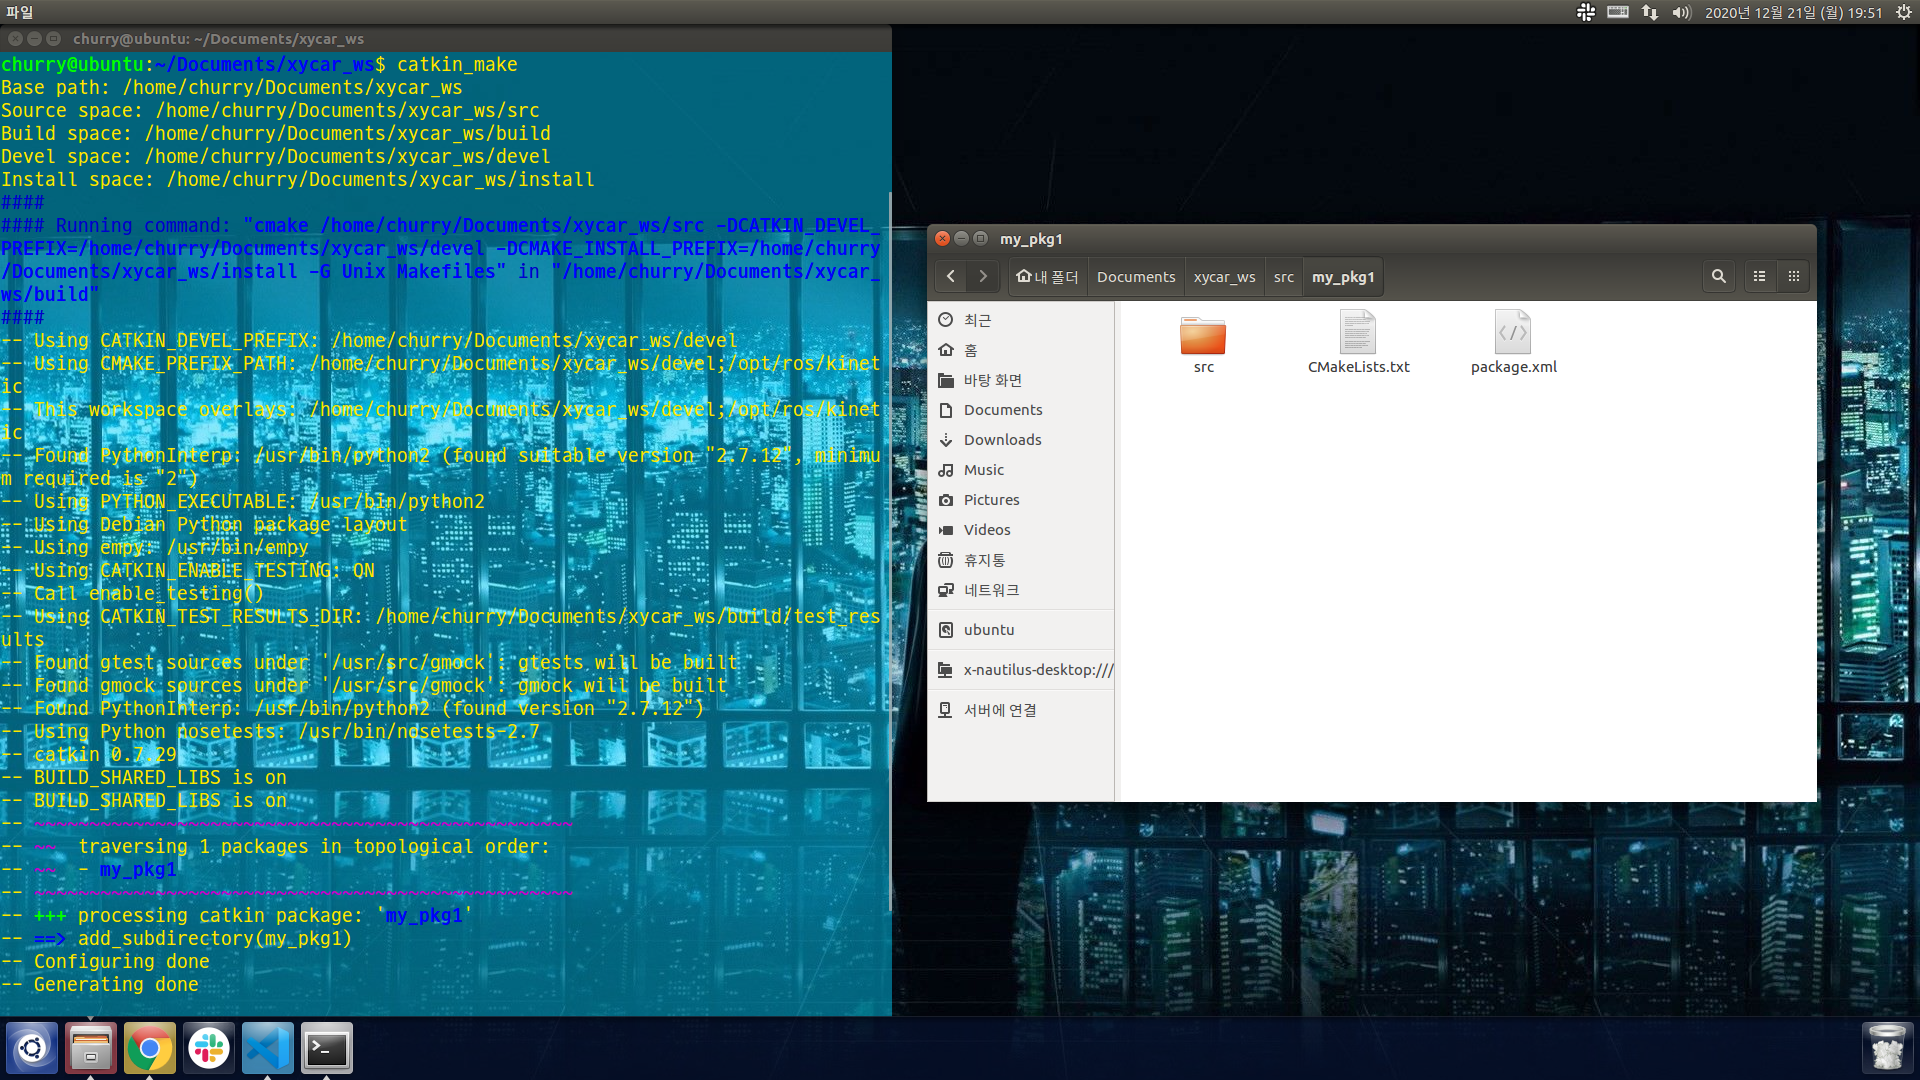 파일
2020년 12월 21일 (월) 19:51
churry@ubuntu: ~/Documents/xycar_ws
churry@ubuntu:~/Documents/xycar_ws$ catkin_make
Base path: /home/churry/Documents/xycar_ws
Source space: /home/churry/Documents/xycar_ws/src
Build space: /home/churry/Documents/xycar_ws/build
Devel space: /home/churry/Documents/xycar_ws/devel
Install space: /home/churry/Documents/xycar_ws/install
####
#### Running command: "cmake /home/churry/Documents/xycar_ws/src -DCATKIN_DEVEL_
PREFIX=/home/churry/Documents/xycar_ws/devel -DCMAKE_INSTALL_PREFIX=/home/churry
/Documents/xycar_ws/install -G Unix Makefiles" in "/home/churry/Documents/xycar_
ws/build"
####
-- Using CATKIN_DEVEL_PREFIX: /home/churry/Documents/xycar_ws/devel
-- Using CMAKE_PREFIX_PATH: /home/churry/Documents/xycar_ws/devel;/opt/ros/kinet
ic
-- This workspace overlays: /home/churry/Documents/xycar_ws/devel;/opt/ros/kinet
ic
-- Found PythonInterp: /usr/bin/python2 (found suitable version "2.7.12", minimu
m required is "2")
-- Using PYTHON_EXECUTABLE: /usr/bin/python2
-- Using Debian Python package layout
-- Using empy: /usr/bin/empy
-- Using CATKIN_ENABLE_TESTING: ON
-- Call enable_testing()
-- Using CATKIN_TEST_RESULTS_DIR: /home/churry/Documents/xycar_ws/build/test_res
ults
-- Found gtest sources under '/usr/src/gmock': gtests will be built
-- Found gmock sources under '/usr/src/gmock': gmock will be built
-- Found PythonInterp: /usr/bin/python2 (found version "2.7.12")
-- Using Python nosetests: /usr/bin/nosetests-2.7
-- catkin 0.7.29
-- BUILD_SHARED_LIBS is on
-- BUILD_SHARED_LIBS is on
-- ~~~~~~~~~~~~~~~~~~~~~~~~~~~~~~~~~~~~~~~~~~~~~~~~~
-- ~~  traversing 1 packages in topological order:
-- ~~  - my_pkg1
-- ~~~~~~~~~~~~~~~~~~~~~~~~~~~~~~~~~~~~~~~~~~~~~~~~~
-- +++ processing catkin package: 'my_pkg1'
-- ==> add_subdirectory(my_pkg1)
-- Configuring done
-- Generating done
my_pkg1
내 폴더 Documents xycar_ws src my_pkg1
최근
홈
바탕 화면
Documents
Downloads
Music
Pictures
Videos
휴지통
네트워크
ubuntu
x-nautilus-desktop:///
서버에 연결
src
CMakeLists.txt
package.xml